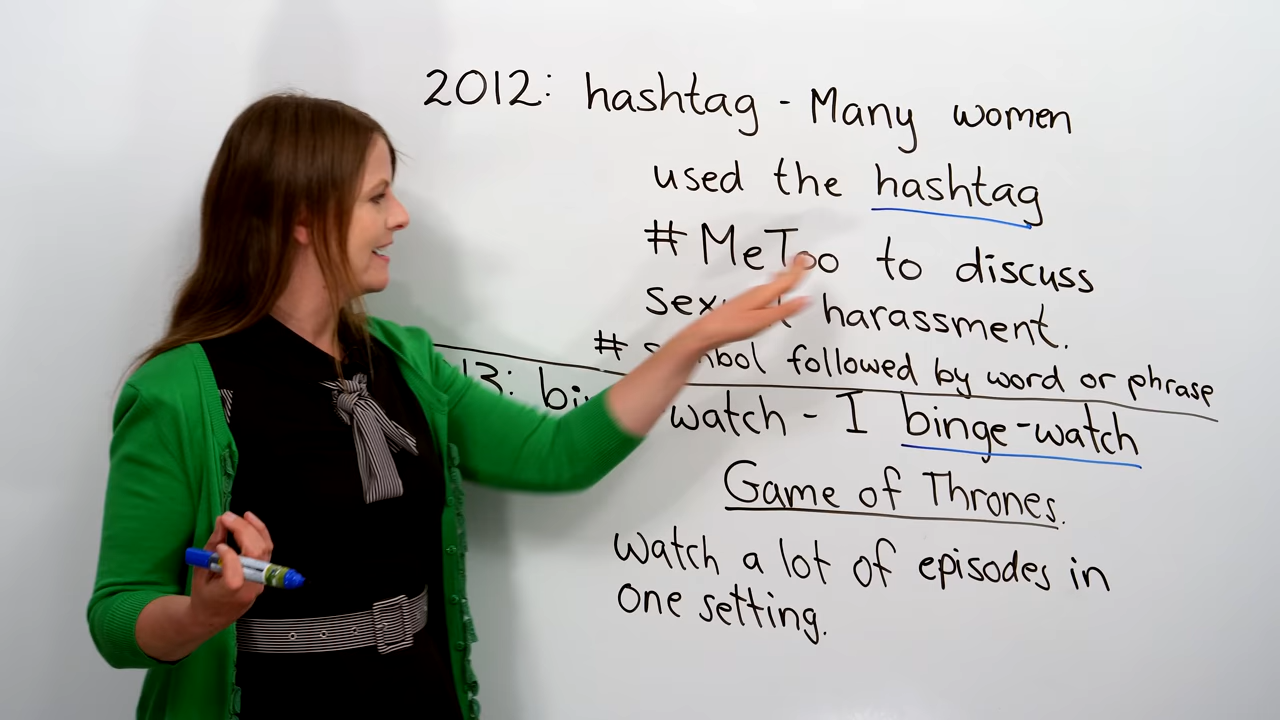 2012: hashtag - Many women
used the hashtag
#MeToo to discuss
harassment.
# followed by word or phrase
13: watch - I binge-watch
Game of Thrones.
watch a lot of episodes in
one setting.